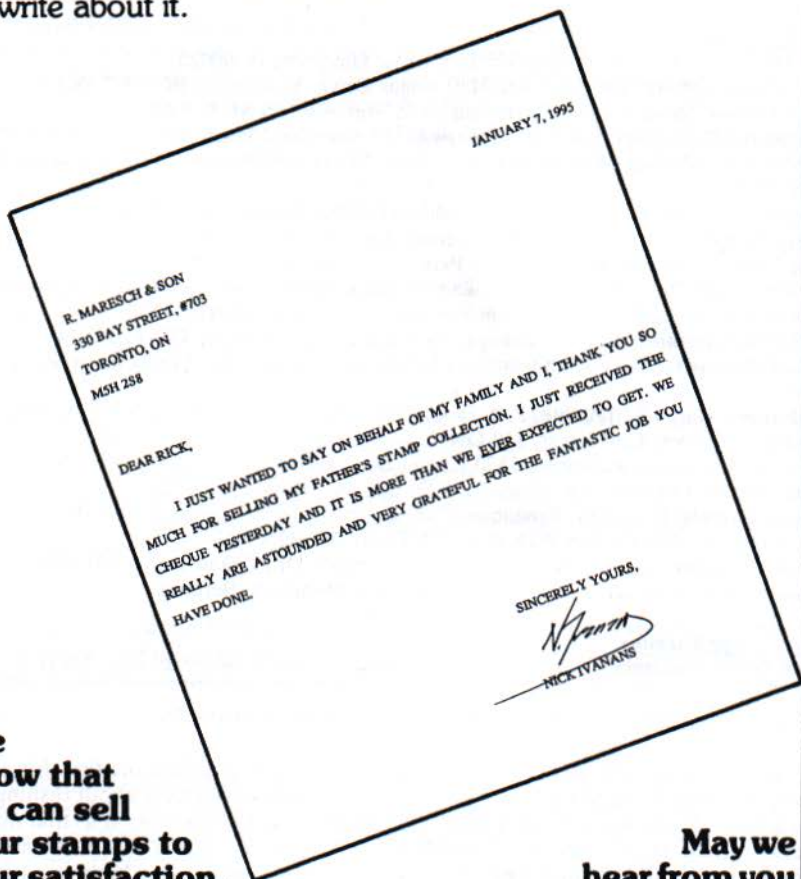 write about it.
JANUARY 7, 1995
R. MARESCH & SON
330 BAY STREET, #703
TORONTO, ON
M5H 2S8
DEAR RICK,
I JUST WANTED TO SAY ON BEHALF OF MY FAMILY AND I, THANK YOU SO
MUCH FOR SELLING MY FATHER'S STAMP COLLECTION. I JUST RECEIVED THE
CHEQUE YESTERDAY AND IT IS MORE THAN WE EVER EXPECTED TO GET. WE
REALLY ARE ASTOUNDED AND VERY GRATEFUL FOR THE FANTASTIC JOB YOU
HAVE DONE.
SINCERELY YOURS,
NICK IVANANS
ow that
can sell
ur stamps to
ur satisfaction
May we
hear from you